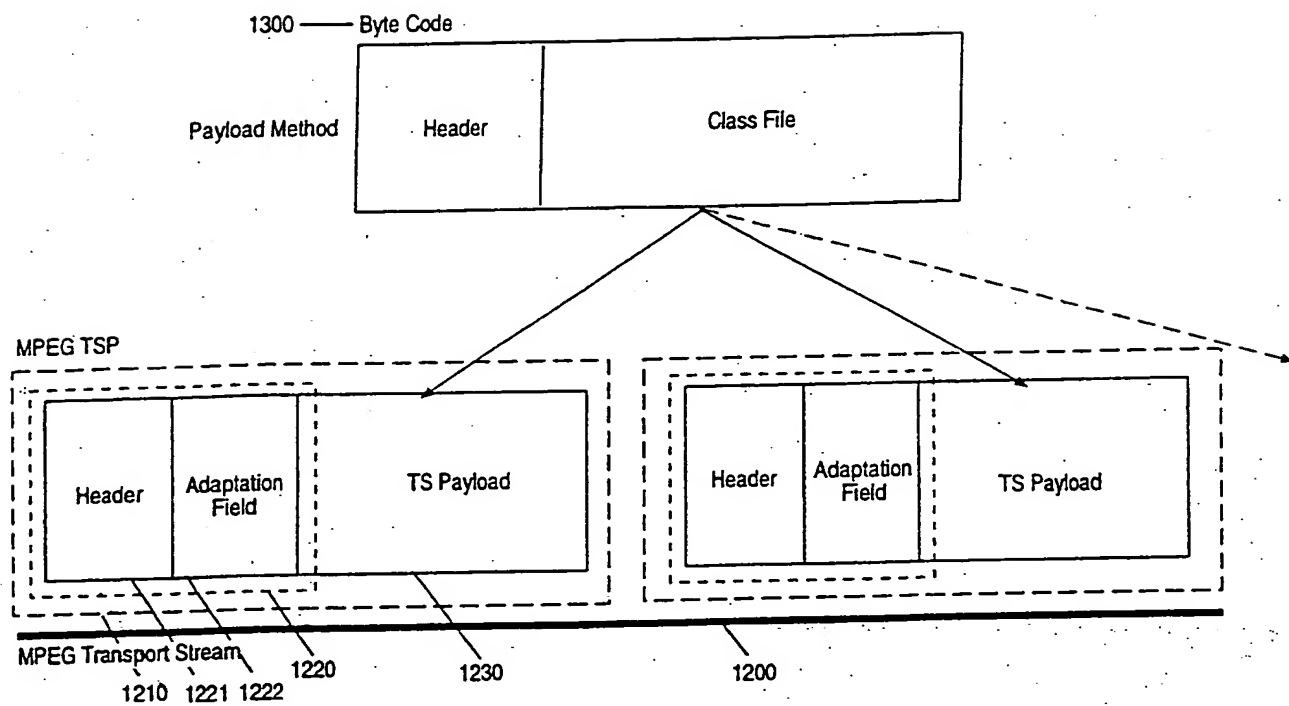 1300 Byte Code
Payload Method
Header
Class File
MPEG TSP
Header
Adaptation
Field
TS Payload
Header
Adaptation
Field
TS Payload
MPEG Transport Stream
1210
1221
1222
1220
1230
1200